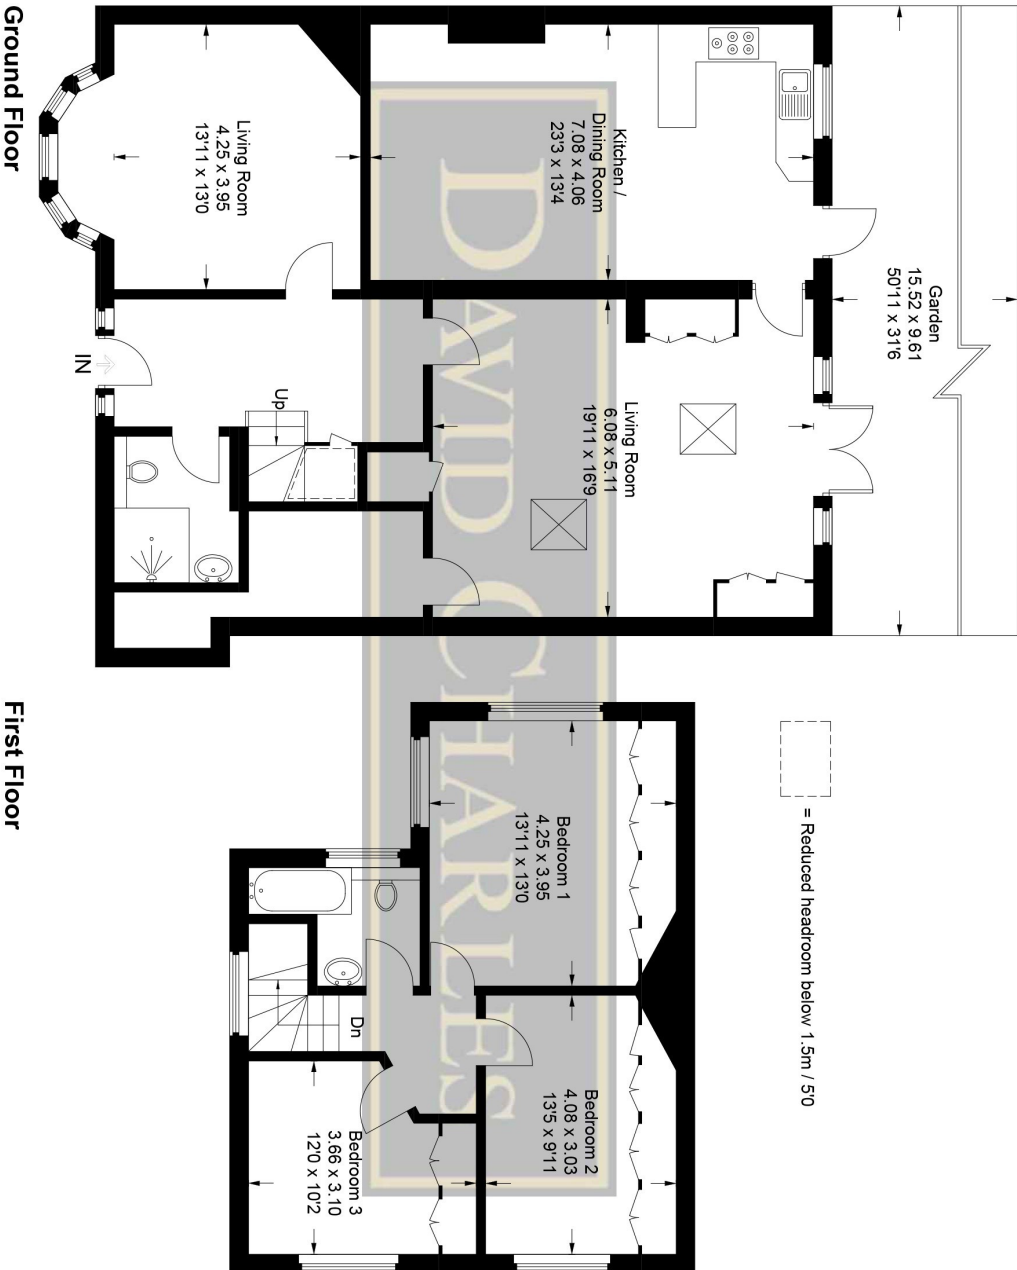 Garden
15.52 x 9.61
50'11 x 31'6
Kitchen /
Dining Room
7.08 x 4.06
23'3 x 13'4
Living Room
6.08 x 5.11
19'11 x 16'9
Living Room
4.25 x 3.95
13'11 x 13'0
Up
IN
Ground Floor
= Reduced headroom below 1.5m / 5'0
Bedroom 1
4.25 x 3.95
13'11 x 13'0
Bedroom 2
4.08 x 3.03
13'5 x 9'11
Dn
Bedroom 3
3.66 x 3.10
12'0 x 10'2
First Floor
DAVID CHARLES